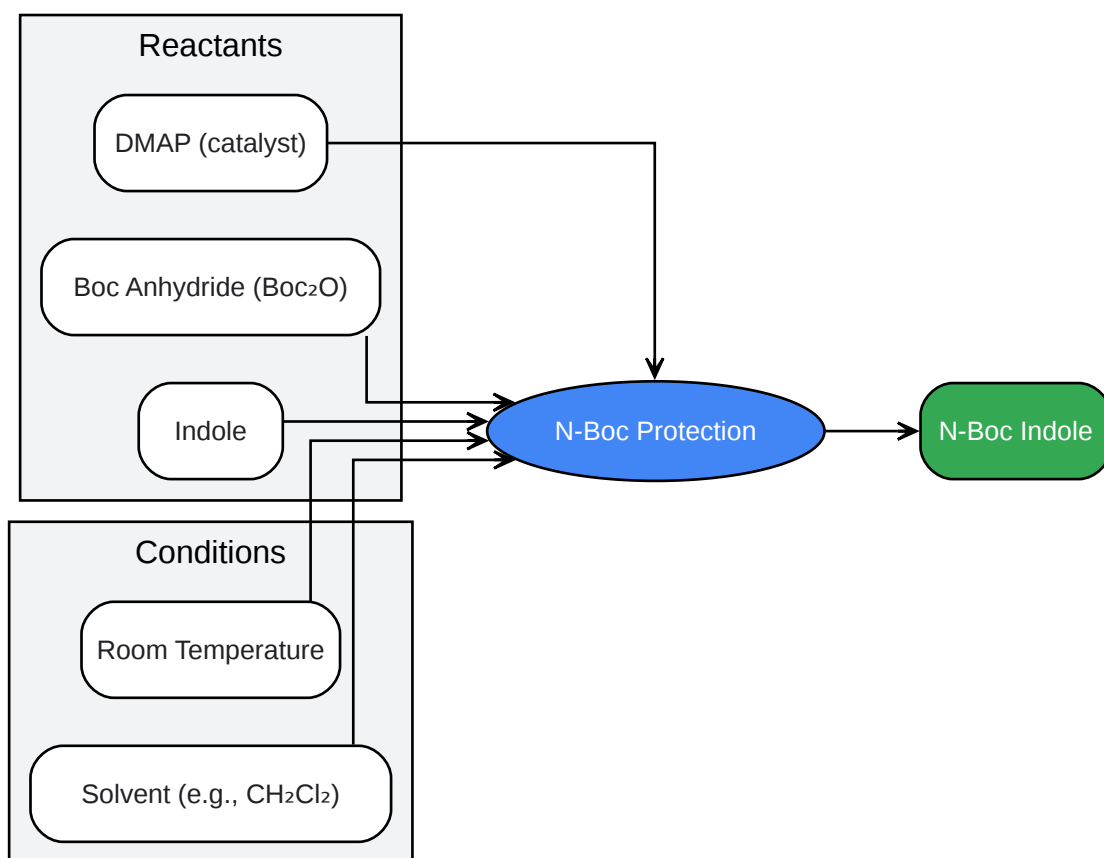 Reactants
DMAP (catalyst)
Boc Anhydride (Boc₂O)
Indole
N-Boc Protection
N-Boc Indole
Conditions
Room Temperature
Solvent (e.g., CH₂Cl₂)